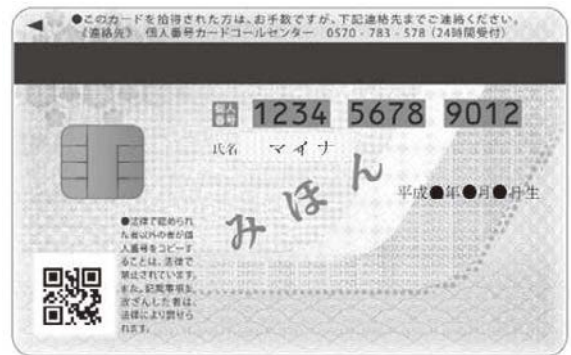 ●このカードを拾得された方は、お手数ですが、下記連絡先までご連絡ください。
《連絡先》 個人番号カードコールセンター 0570-783-578 (24時間受付)
個人番号 1234 5678 9012
氏名 マイナ
平成●年●月●日生
みほん
●法律で認められ
た者以外の者が個
人番号をコピーす
ることは、法律で
禁止されています。
また、記載事項を
改ざんした者は、
法律により罰せら
れます。